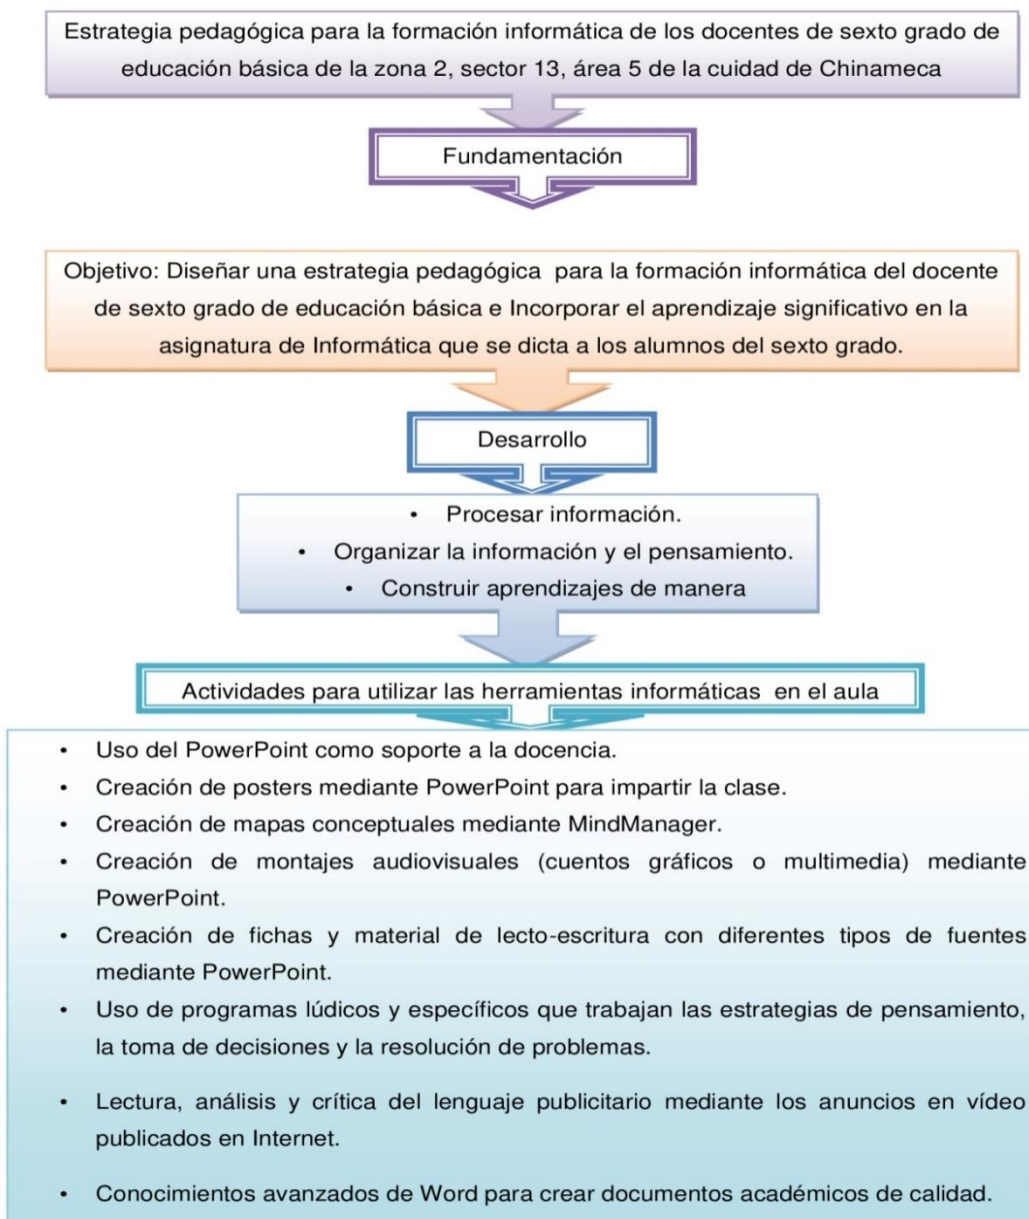 Estrategia pedagógica para la formación informática de los docentes de sexto grado de
educación básica de la zona 2, sector 13, área 5 de la cuidad de Chinameca
Fundamentación
Objetivo: Diseñar una estrategia pedagógica para la formación informática del docente
de sexto grado de educación básica e Incorporar el aprendizaje significativo en la
asignatura de Informática que se dicta a los alumnos del sexto grado.
Desarrollo
• Procesar información.
• Organizar la información y el pensamiento.
• Construir aprendizajes de manera
Actividades para utilizar las herramientas informáticas en el aula
• Uso del PowerPoint como soporte a la docencia.
• Creación de posters mediante PowerPoint para impartir la clase.
• Creación de mapas conceptuales mediante MindManager.
• Creación de montajes audiovisuales (cuentos gráficos o multimedia) mediante
PowerPoint.
• Creación de fichas y material de lecto-escritura con diferentes tipos de fuentes
mediante PowerPoint.
• Uso de programas lúdicos y específicos que trabajan las estrategias de pensamiento,
la toma de decisiones y la resolución de problemas.
• Lectura, análisis y crítica del lenguaje publicitario mediante los anuncios en vídeo
publicados en Internet.
• Conocimientos avanzados de Word para crear documentos académicos de calidad.